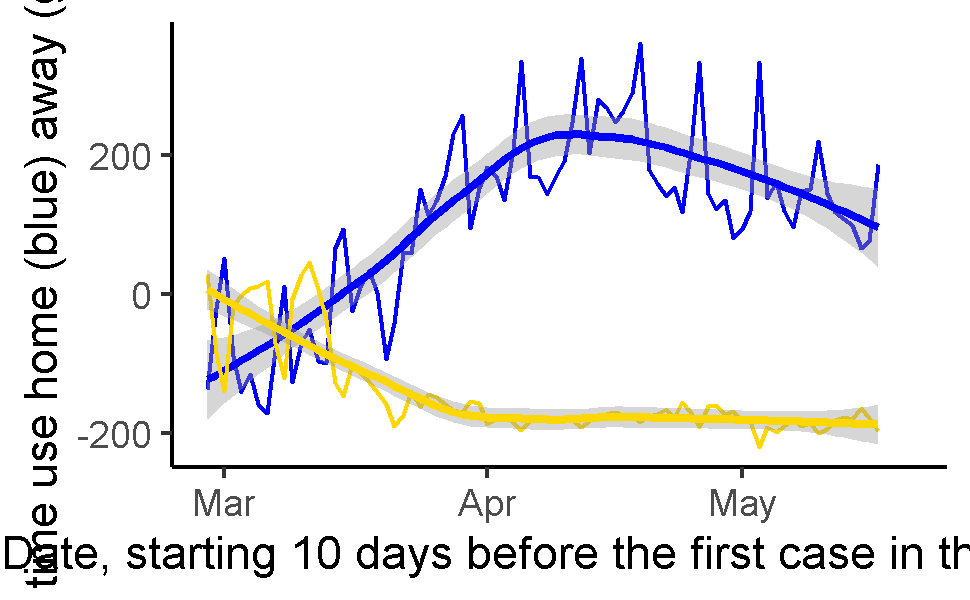 time use home (blue) away (
200
0
-200
Mar Apr May
Date, starting 10 days before the first case in th